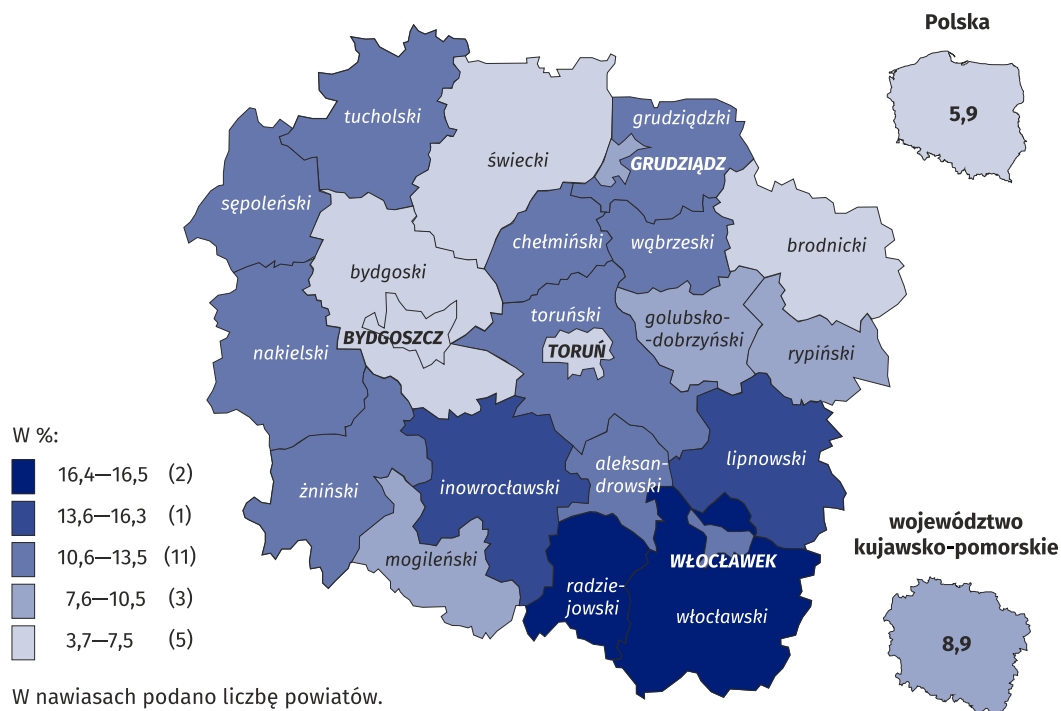 Polska
5,9
tucholski
grudziądzki
świecki
GRUDZIĄDZ
sępoleński
chełmiński
wąbrzeski
brodnicki
bydgoski
toruński
golubsko-
-dobrzyński
BYDGOSZCZ
TORUŃ
nakielski
rypiński
W %:
16,4—16,5 (2)
13,6—16,3 (1)
10,6—13,5 (11)
7,6—10,5 (3)
3,7—7,5 (5)
żniński
inowrocławski
aleksan-
drowski
lipnowski
mogileński
radzie-
jowski
WŁOCŁAWEK
włocławski
województwo
kujawsko-pomorskie
8,9
W nawiasach podano liczbę powiatów.